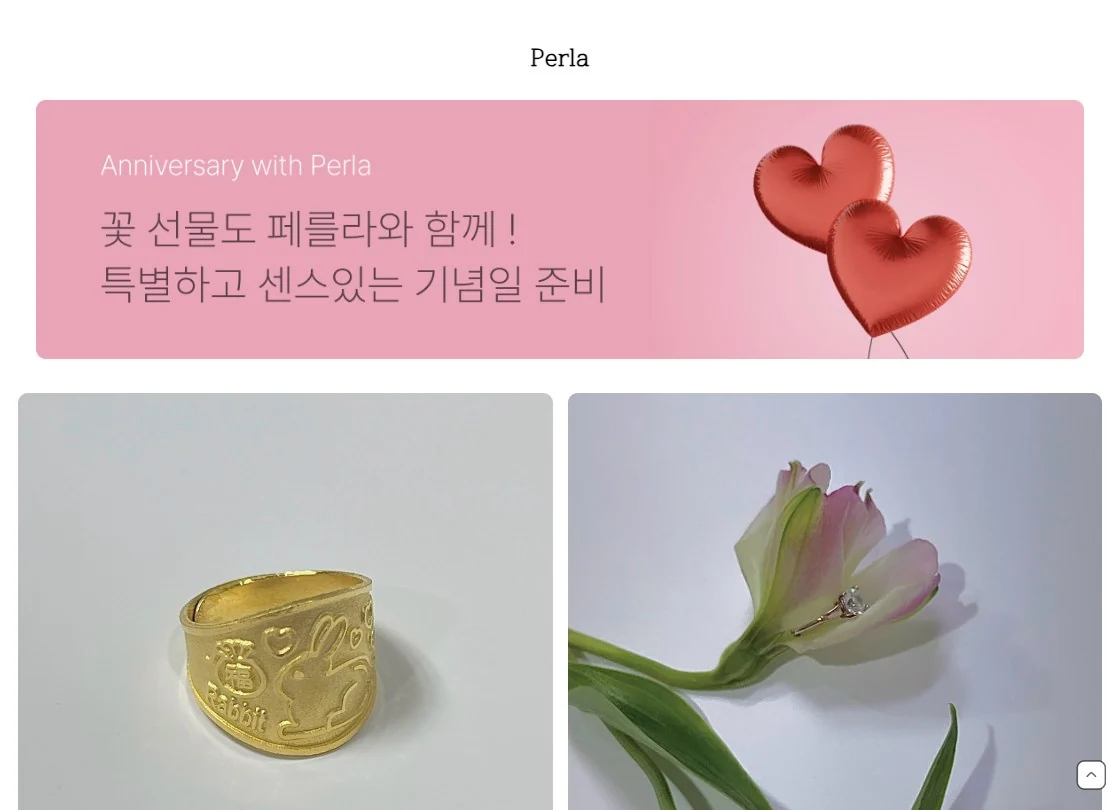 Perla
Anniversary with Perla
꽃 선물도 페를라와 함께 !
특별하고 센스있는 기념일 준비
福
Rabbit